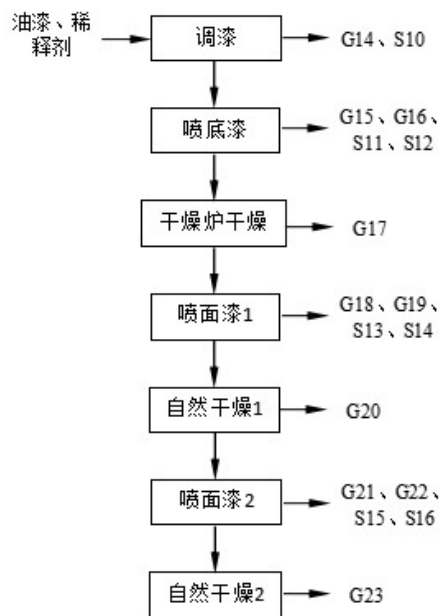 油漆、稀
释剂
调漆
G14、S10
喷底漆
G15、G16、
S11、S12
干燥炉干燥
G17
喷面漆1
G18、G19、
S13、S14
自然干燥1
G20
喷面漆2
G21、G22、
S15、S16
自然干燥2
G23